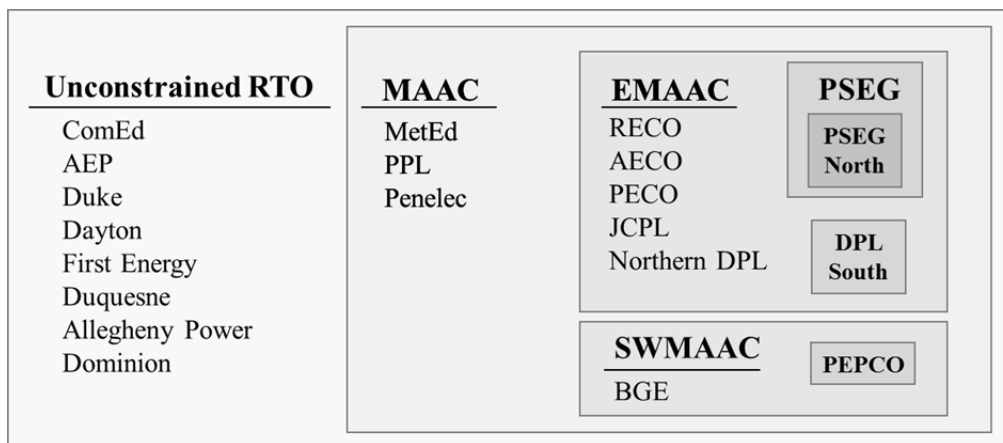 Unconstrained RTO
ComEd
AEP
Duke
Dayton
First Energy
Duquesne
Allegheny Power
Dominion
MAAC
MetEd
PPL
Penelec
EMAAC
RECO
AECO
PECO
JCPL
Northern DPL
PSEG
PSEG
North
DPL
South
SWMAAC
BGE
PEPCO